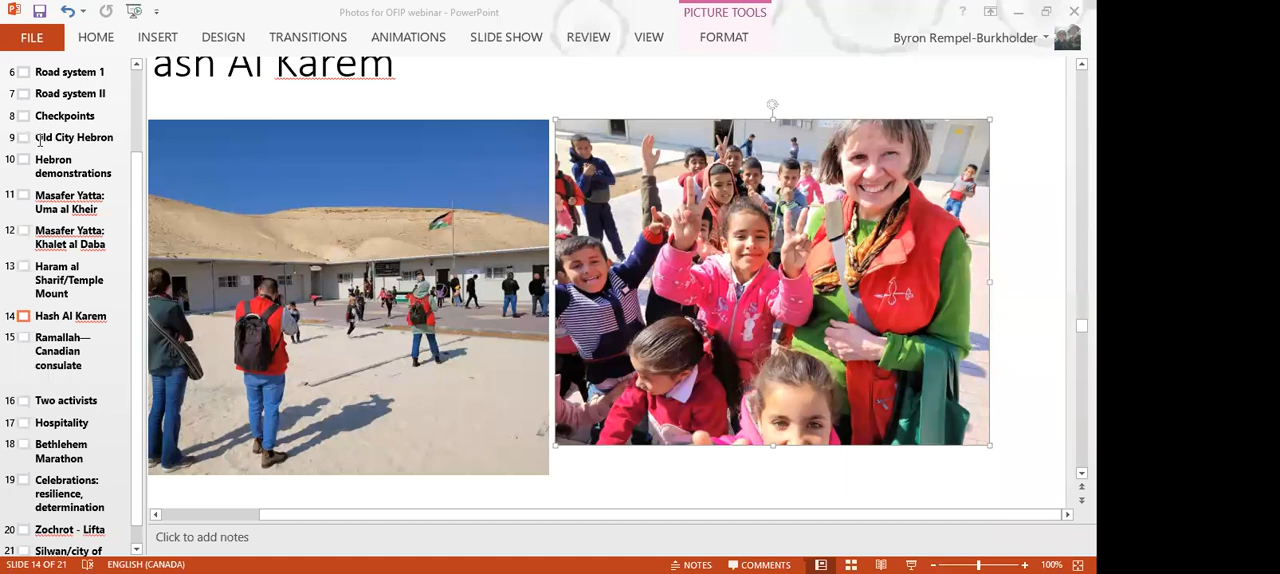 Photos for OFIP webinar - PowerPoint
PICTURE TOOLS
?
FILE
HOME
INSERT
DESIGN
TRANSITIONS
ANIMATIONS
SLIDE SHOW
REVIEW
VIEW
FORMAT
Byron Rempel-Burkholder
6 Road system 1
7 Road system II
8 Checkpoints
9 Old City Hebron
10 Hebron
demonstrations
11 Masafer Yatta:
Uma al Kheir
12 Masafer Yatta:
Khalet al Daba
13 Haram al
Sharif/Temple
Mount
14 Hash Al Karem
15 Ramallah—
Canadian
consulate
16 Two activists
17 Hospitality
18 Bethlehem
Marathon
19 Celebrations:
resilience,
determination
20 Zochrot - Lifta
21 Silwan/city of
ash Al Karem
Click to add notes
SLIDE 14 OF 21
ENGLISH (CANADA)
NOTES
COMMENTS
100%